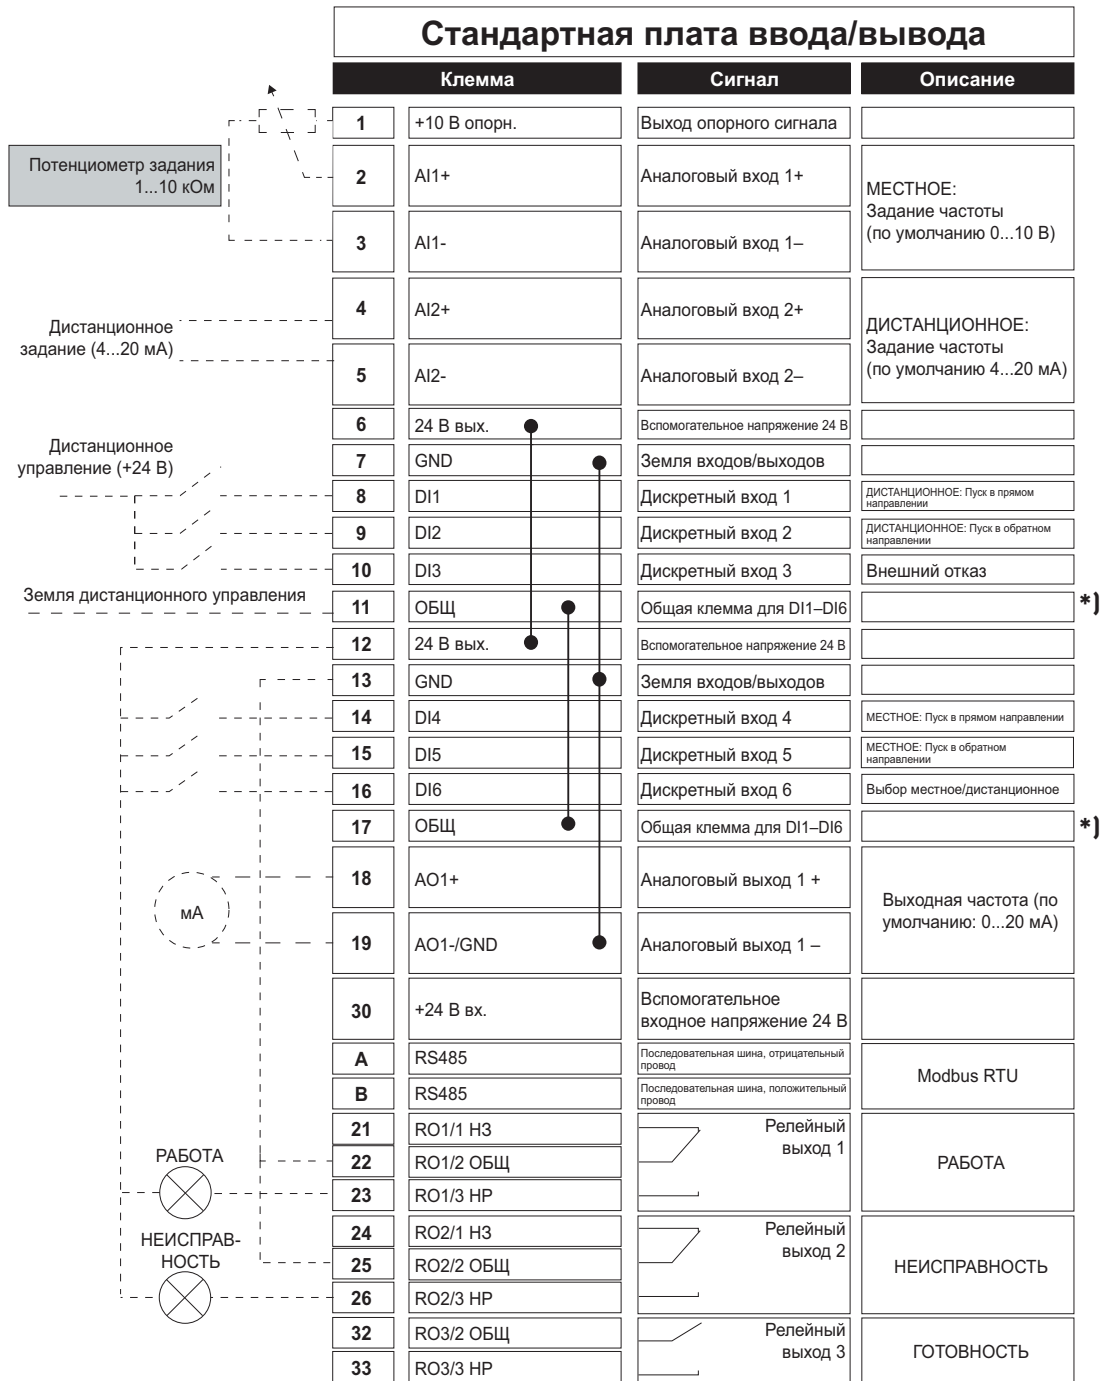 Стандартная плата ввода/вывода
Клемма Сигнал Описание
1 +10 В опорн. Выход опорного сигнала
Потенциометр задания
1...10 кОм
2 AI1+ Аналоговый вход 1+
3 AI1- Аналоговый вход 1–
МЕСТНОЕ:
Задание частоты
(по умолчанию 0...10 В)
Дистанционное
задание (4...20 мА)
4 AI2+ Аналоговый вход 2+
5 AI2- Аналоговый вход 2–
ДИСТАНЦИОННОЕ:
Задание частоты
(по умолчанию 4...20 мА)
6 24 В вых. Вспомогательное напряжение 24 В
Дистанционное
управление (+24 В)
7 GND Земля входов/выходов
8 DI1 Дискретный вход 1
ДИСТАНЦИОННОЕ: Пуск в прямом
направлении
9 DI2 Дискретный вход 2
ДИСТАНЦИОННОЕ: Пуск в обратном
направлении
10 DI3 Дискретный вход 3 Внешний отказ
Земля дистанционного управления
11 ОБЩ Общая клемма для DI1–DI6 *)
12 24 В вых. Вспомогательное напряжение 24 В
13 GND Земля входов/выходов
14 DI4 Дискретный вход 4 МЕСТНОЕ: Пуск в прямом направлении
15 DI5 Дискретный вход 5
МЕСТНОЕ: Пуск в обратном
направлении
16 DI6 Дискретный вход 6 Выбор местное/дистанционное
17 ОБЩ Общая клемма для DI1–DI6 *)
мА
18 AO1+ Аналоговый выход 1 +
19 AO1-/GND Аналоговый выход 1 –
Выходная частота (по
умолчанию: 0...20 мА)
30 +24 В вх.
Вспомогательное
входное напряжение 24 В
A RS485
Последовательная шина, отрицательный
провод
B RS485
Последовательная шина, положительный
провод
Modbus RTU
21 RO1/1 НЗ
22 RO1/2 ОБЩ
23 RO1/3 НР
Релейный
выход 1
РАБОТА
РАБОТА
24 RO2/1 НЗ
25 RO2/2 ОБЩ
26 RO2/3 НР
Релейный
выход 2
НЕИСПРАВНОСТЬ
НЕИСПРАВ-
НОСТЬ
32 RO3/2 ОБЩ
33 RO3/3 НР
Релейный
выход 3
ГОТОВНОСТЬ